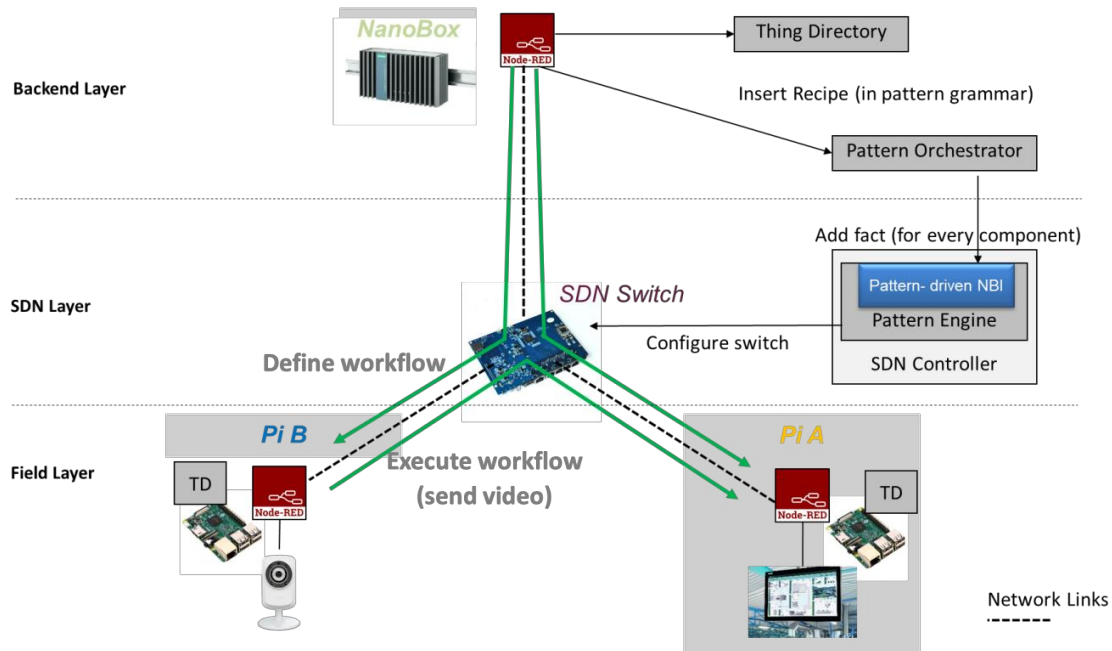 NanoBox
Node-RED
Thing Directory
Backend Layer
Insert Recipe (in pattern grammar)
Pattern Orchestrator
Add fact (for every component)
Pattern- driven NBI
Pattern Engine
SDN Controller
SDN Layer
SDN Switch
Configure switch
Define workflow
Pi B
Pi A
Field Layer
Execute workflow
(send video)
TD
Node-RED
Node-RED
TD
Network Links